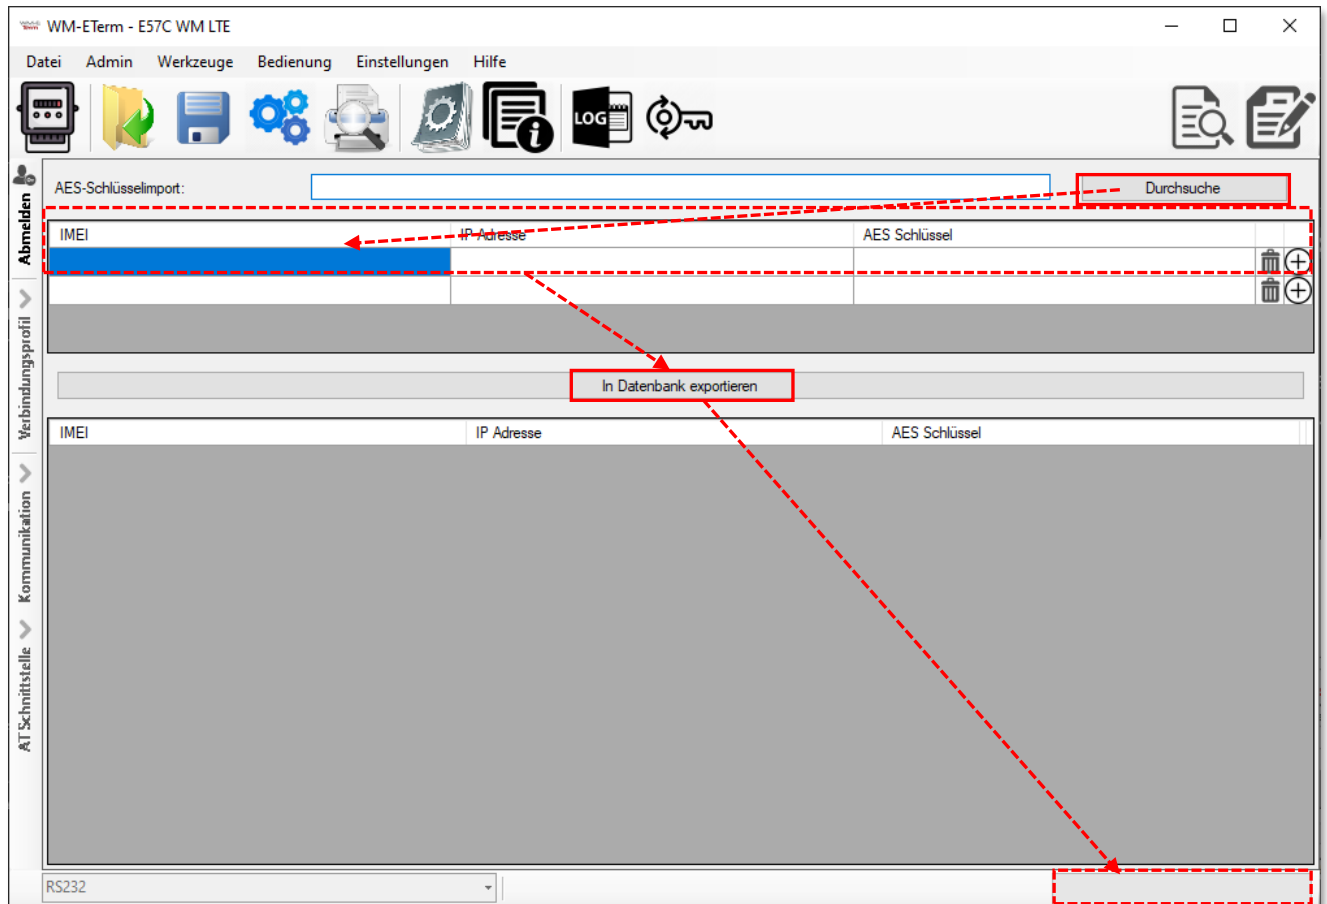 WM-ETerm - E57C WM LTE
Datei Admin Werkzeuge Bedienung Einstellungen Hilfe
LOG
Abmelden
Verbindungsprofil
Kommunikation
AT Schnittstelle
AES-Schlüsselimport:
Durchsuche
IMEI IP Adresse AES Schlüssel
In Datenbank exportieren
IMEI IP Adresse AES Schlüssel
RS232